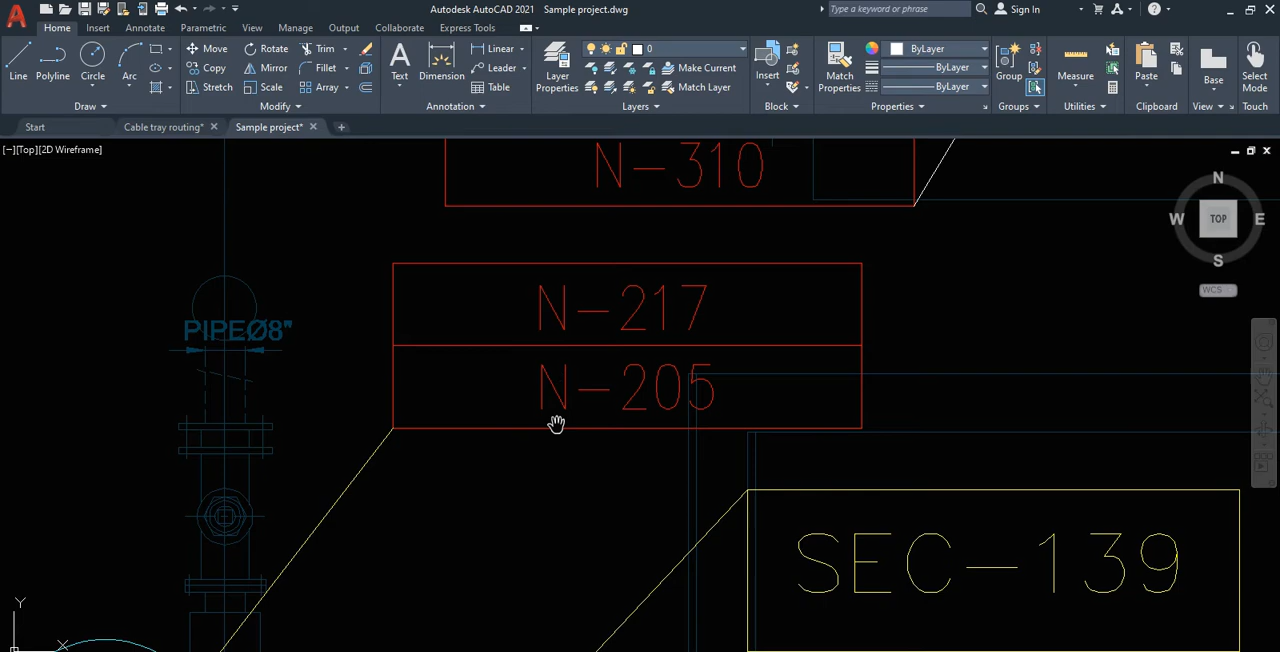 Autodesk AutoCAD 2021 Sample project.dwg
Type a keyword or phrase
Sign In
Home Insert Annotate Parametric View Manage Output Collaborate Express Tools
Line
Polyline
Circle
Arc
Move
Rotate
Trim
Copy
Mirror
Fillet
Stretch
Scale
Array
Text
Dimension
Linear
Leader
Table
Layer
Properties
0
Make Current
Match Layer
Insert
Match
Properties
ByLayer
ByLayer
ByLayer
Group
Measure
Paste
Base
Select
Mode
Draw
Modify
Annotation
Layers
Block
Properties
Groups
Utilities
Clipboard
View
Touch
Start
Cable tray routing*
Sample project*
[−][Top][2D Wireframe]
N-310
N-217
N-205
PIPEØ8"
SEC-139
N
W
TOP
E
S
WCS
Y
X